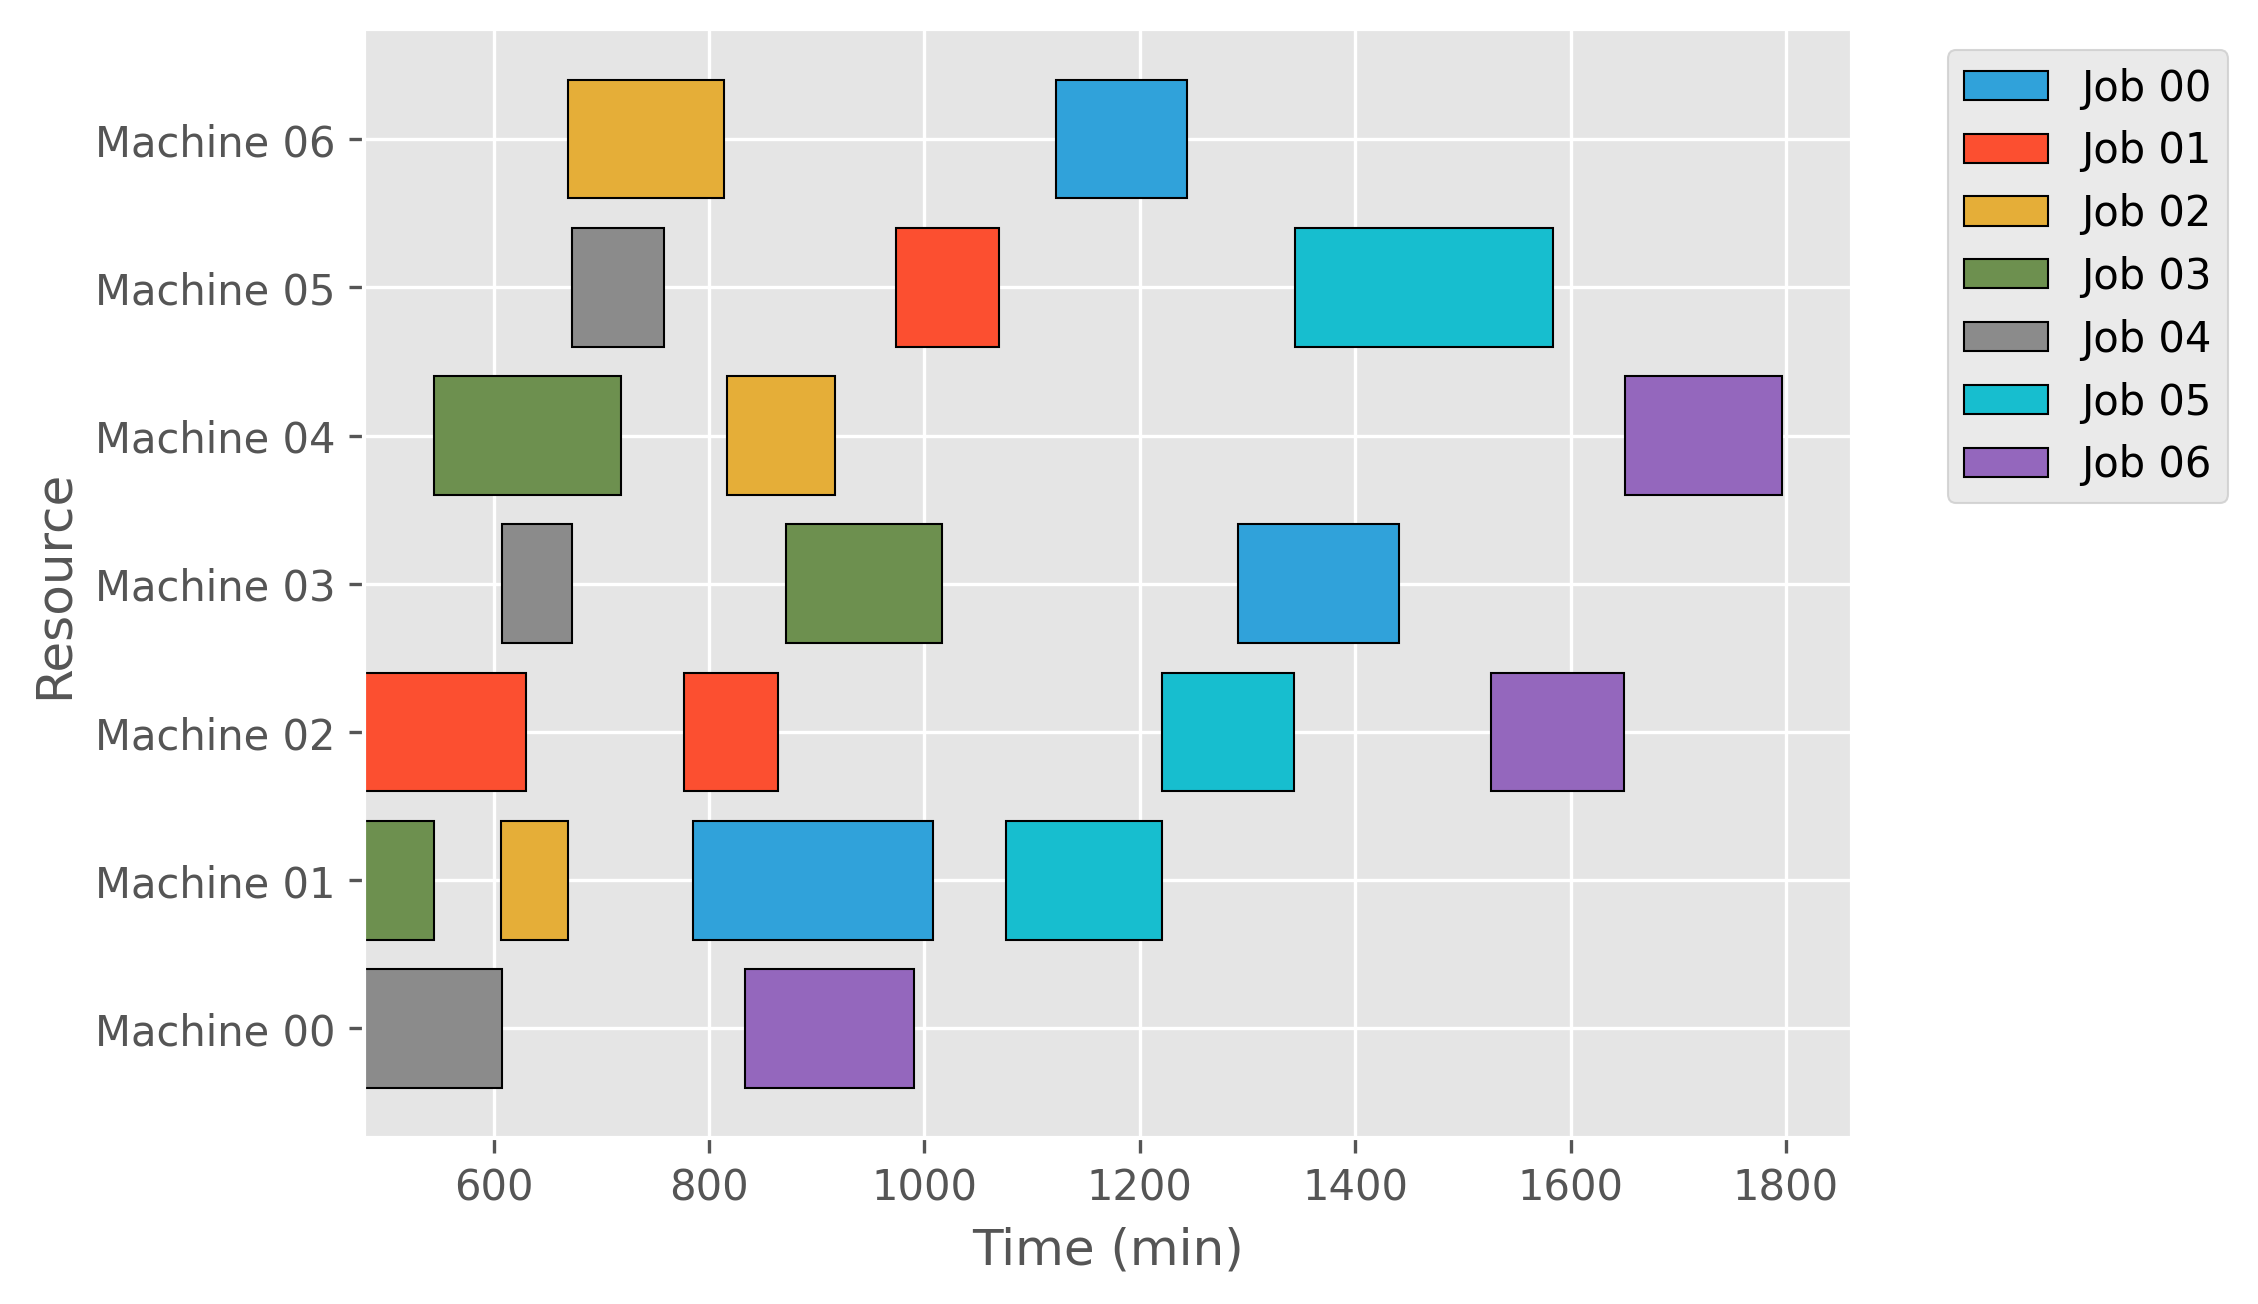 Machine 06
Machine 05
Machine 04
Machine 03
Machine 02
Machine 01
Machine 00
Resource
600 800 1000 1200 1400 1600 1800
Time (min)
Job 00
Job 01
Job 02
Job 03
Job 04
Job 05
Job 06